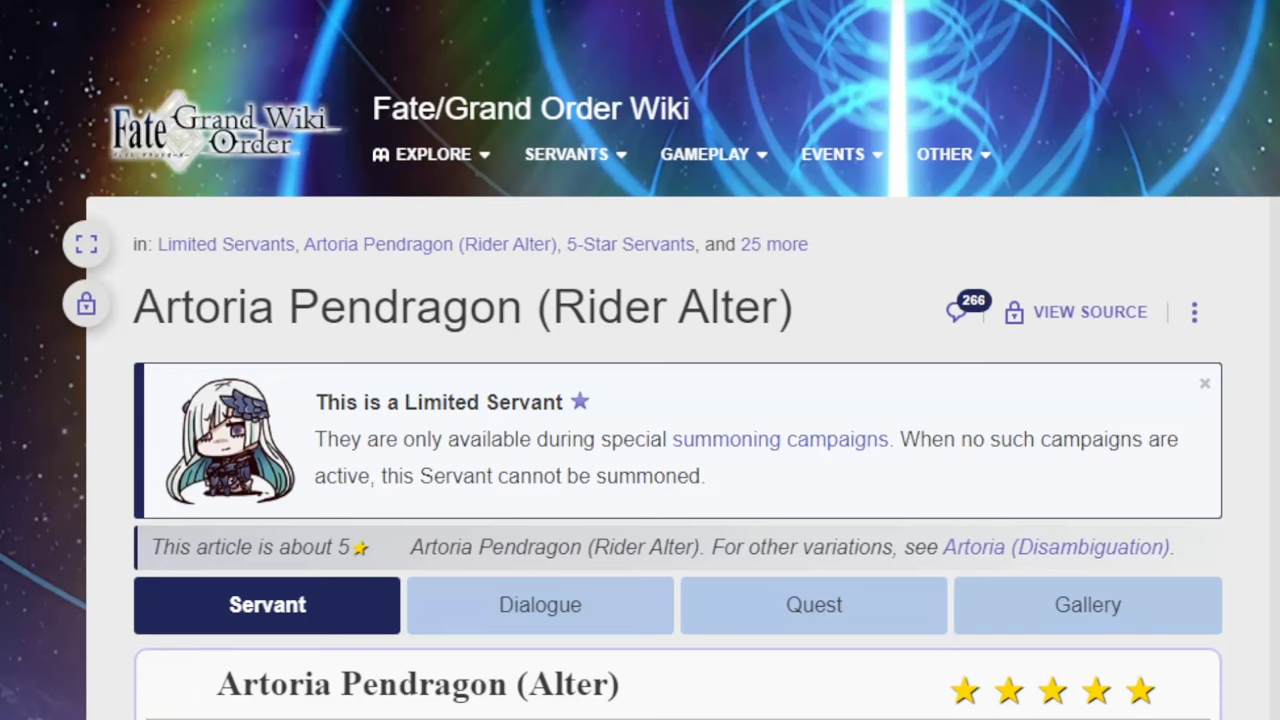 Fate Grand Wiki
Order
Fate/Grand Order Wiki
EXPLORE SERVANTS GAMEPLAY EVENTS OTHER
in: Limited Servants, Artoria Pendragon (Rider Alter), 5-Star Servants, and 25 more
Artoria Pendragon (Rider Alter)
266
VIEW SOURCE
This is a Limited Servant
They are only available during special summoning campaigns. When no such campaigns are
active, this Servant cannot be summoned.
This article is about 5 Artoria Pendragon (Rider Alter). For other variations, see Artoria (Disambiguation).
Servant Dialogue Quest Gallery
Artoria Pendragon (Alter)